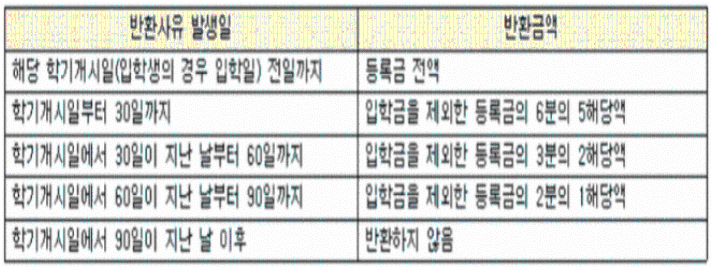 반환사유 발생일 반환금액
해당 학기개시일(입학생의 경우 입학일) 전일까지 등록금 전액
학기개시일부터 30일까지 입학금을 제외한 등록금의 6분의 5해당액
학기개시일에서 30일이 지난 날부터 60일까지 입학금을 제외한 등록금의 3분의 2해당액
학기개시일에서 60일이 지난 날부터 90일까지 입학금을 제외한 등록금의 2분의 1해당액
학기개시일에서 90일이 지난 날 이후 반환하지 않음